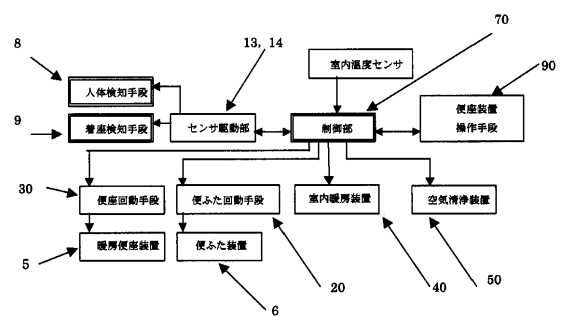 8
13, 14
70
室内温度センサ
90
人体検知手段
9
着座検知手段
センサ駆動部
制御部
便座装置
操作手段
30
便座回動手段
便ふた回動手段
室内暖房装置
空気清浄装置
暖房便座装置
便ふた装置
5
6
20
40
50